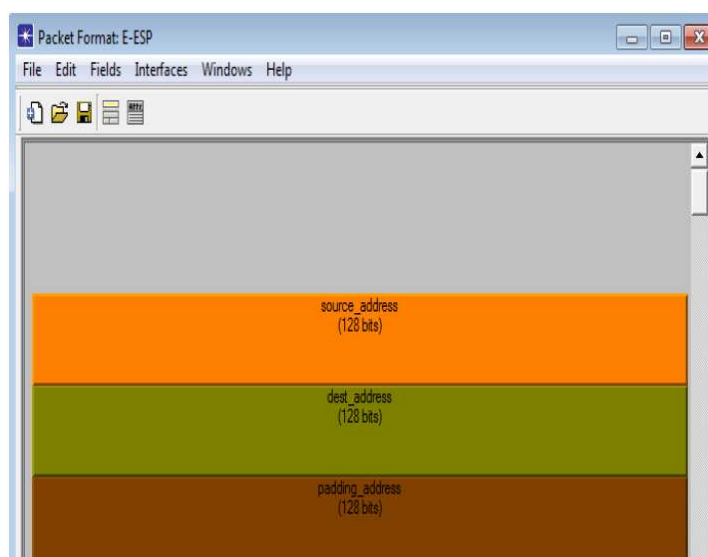 Packet Format: E-ESP
File Edit Fields Interfaces Windows Help
source_address
(128 bits)
dest_address
(128 bits)
padding_address
(128 bits)